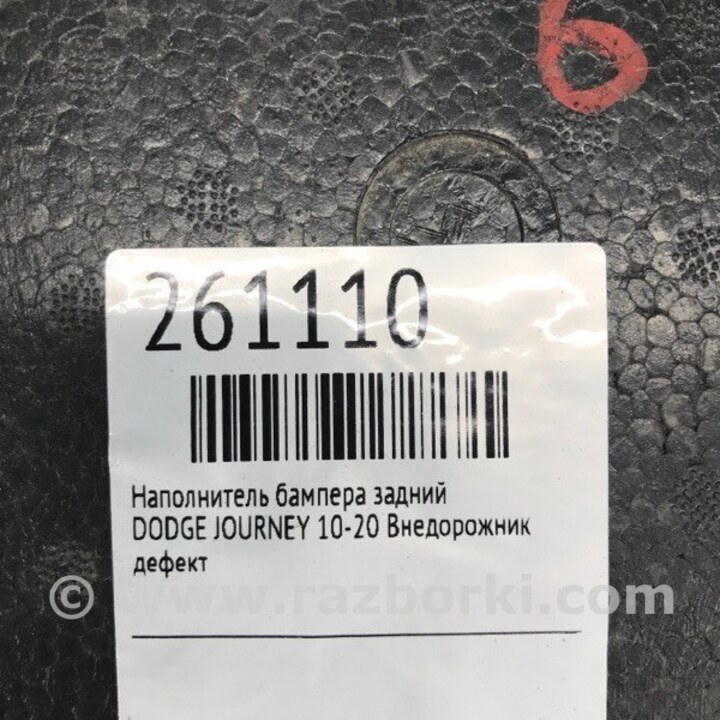 6
261110
Наполнитель бампера задний
DODGE JOURNEY 10-20 Внедорожник
дефект
© www.razborki.com